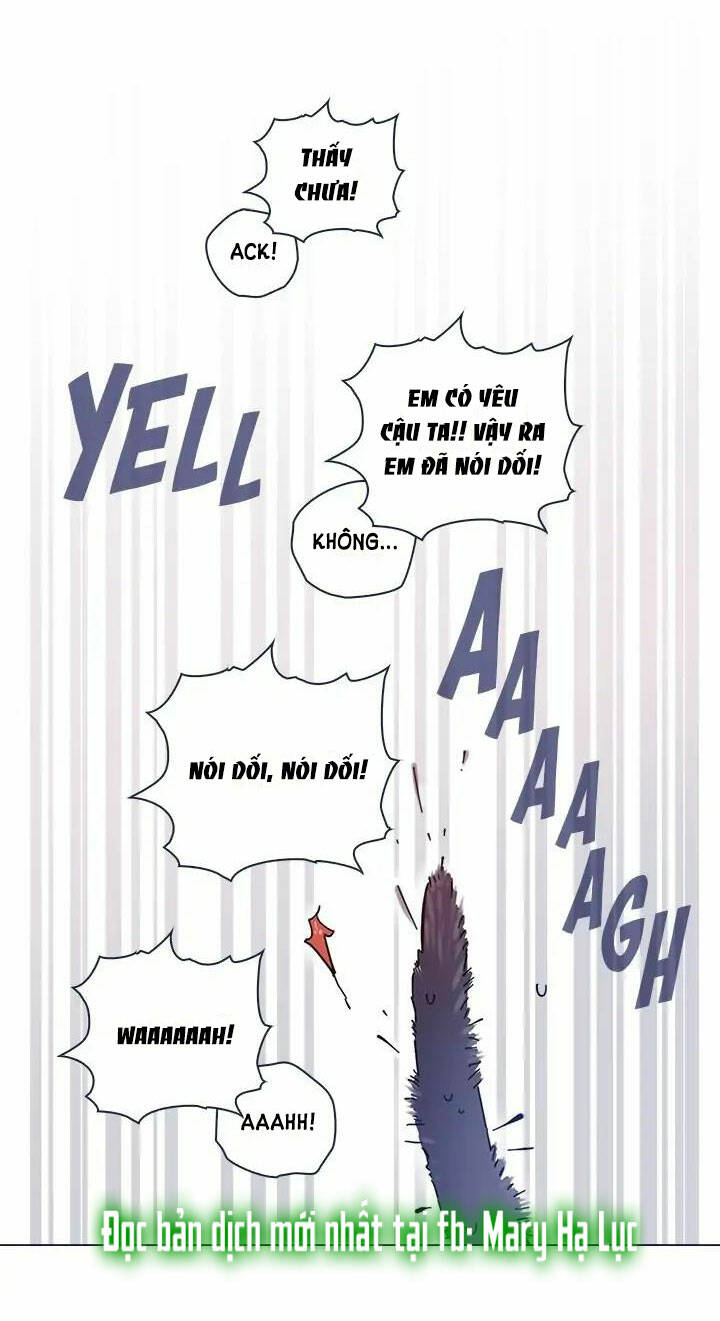 THẤY
CHƯA!
ACK!
YELL
EM CÓ YÊU
CẬU TA!! VẬY RA
EM ĐÃ NÓI DỐI!
KHÔNG...
AAAAAGH
NÓI DỐI, NÓI DỐI!
WAAAAAAH!
AAAHH!
Đọc bản dịch mới nhất tại fb: Mary Hạ Lục